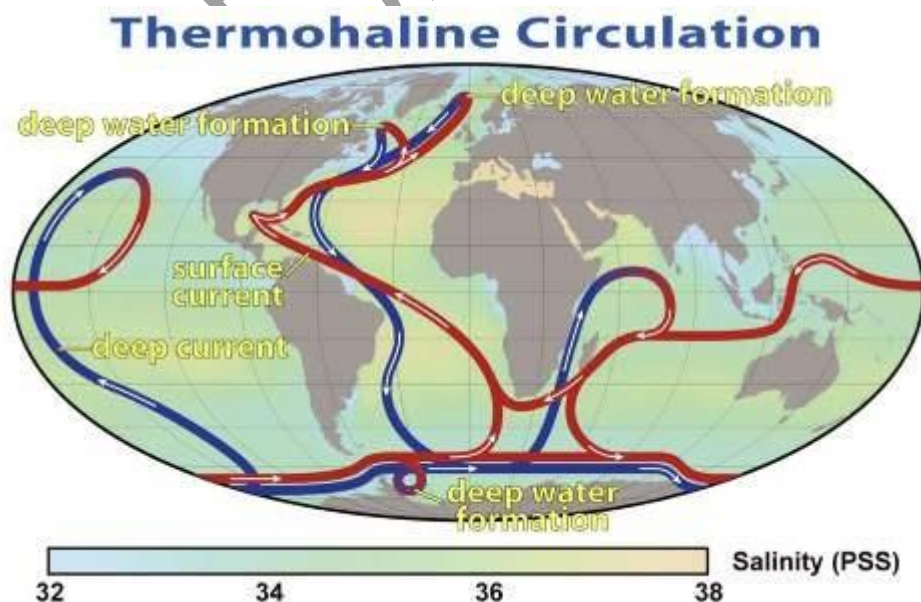 Thermohaline Circulation
deep water formation
deep water formation
surface
current
deep current
deep water
formation
Salinity (PSS)
32 34 36 38